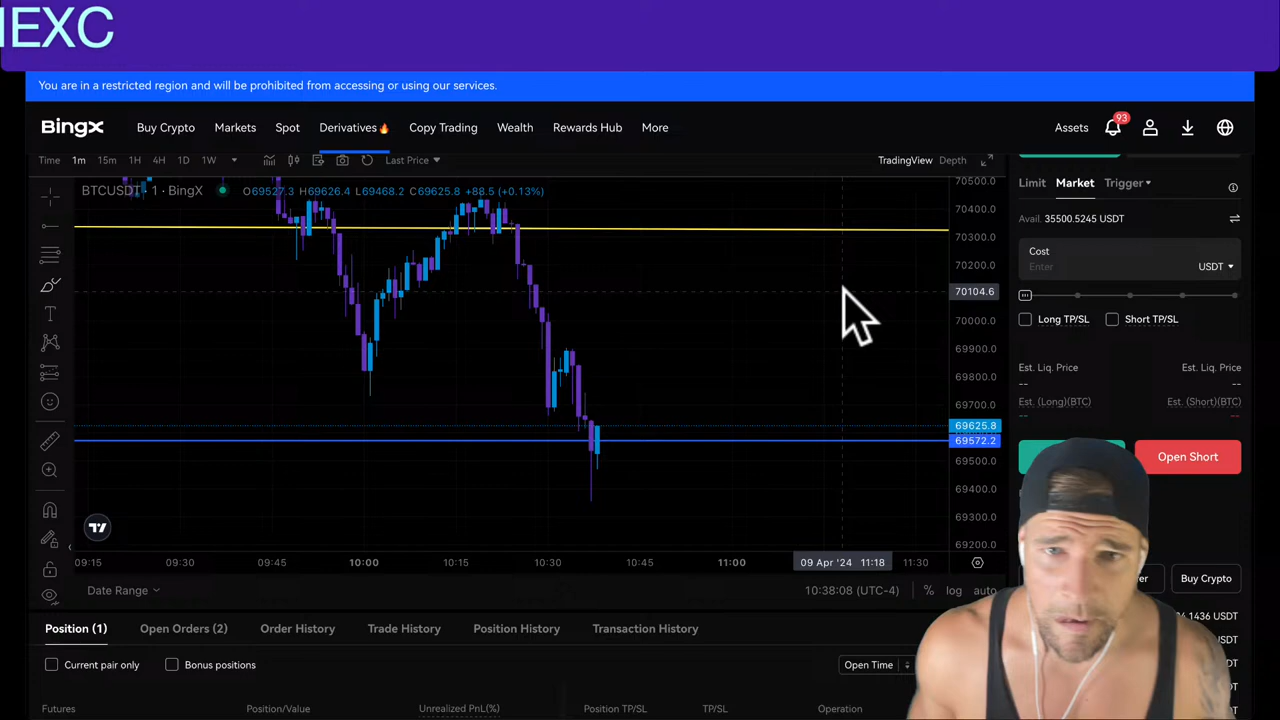 EXC
You are in a restricted region and will be prohibited from accessing or using our services.
BingX Buy Crypto Markets Spot Derivatives Copy Trading Wealth Rewards Hub More Assets 93
Time 1m 15m 1H 4H 1D 1W Last Price TradingView Depth
BTCUSDT · 1 · BingX O69527.3 H69626.4 L69468.2 C69625.8 +88.5 (+0.13%)
70500.0
70400.0
70300.0
70200.0
70104.6
70000.0
69900.0
69800.0
69700.0
69625.8
69572.2
69500.0
69400.0
69300.0
69200.0
09:15 09:30 09:45 10:00 10:15 10:30 10:45 11:00 09 Apr '24 11:18 11:30
Date Range 10:38:08 (UTC-4) % log auto
Limit Market Trigger
Avail. 35500.5245 USDT
Cost
Enter USDT
Long TP/SL Short TP/SL
Est. Liq. Price Est. Liq. Price
-- --
Est. (Long)(BTC) Est. (Short)(BTC)
-- --
Open Short
er Buy Crypto
1436 USDT
USDT
DT
DT
Position (1) Open Orders (2) Order History Trade History Position History Transaction History
Current pair only Bonus positions Open Time
Futures Position/Value Unrealized PnL(%) Position TP/SL TP/SL Operation